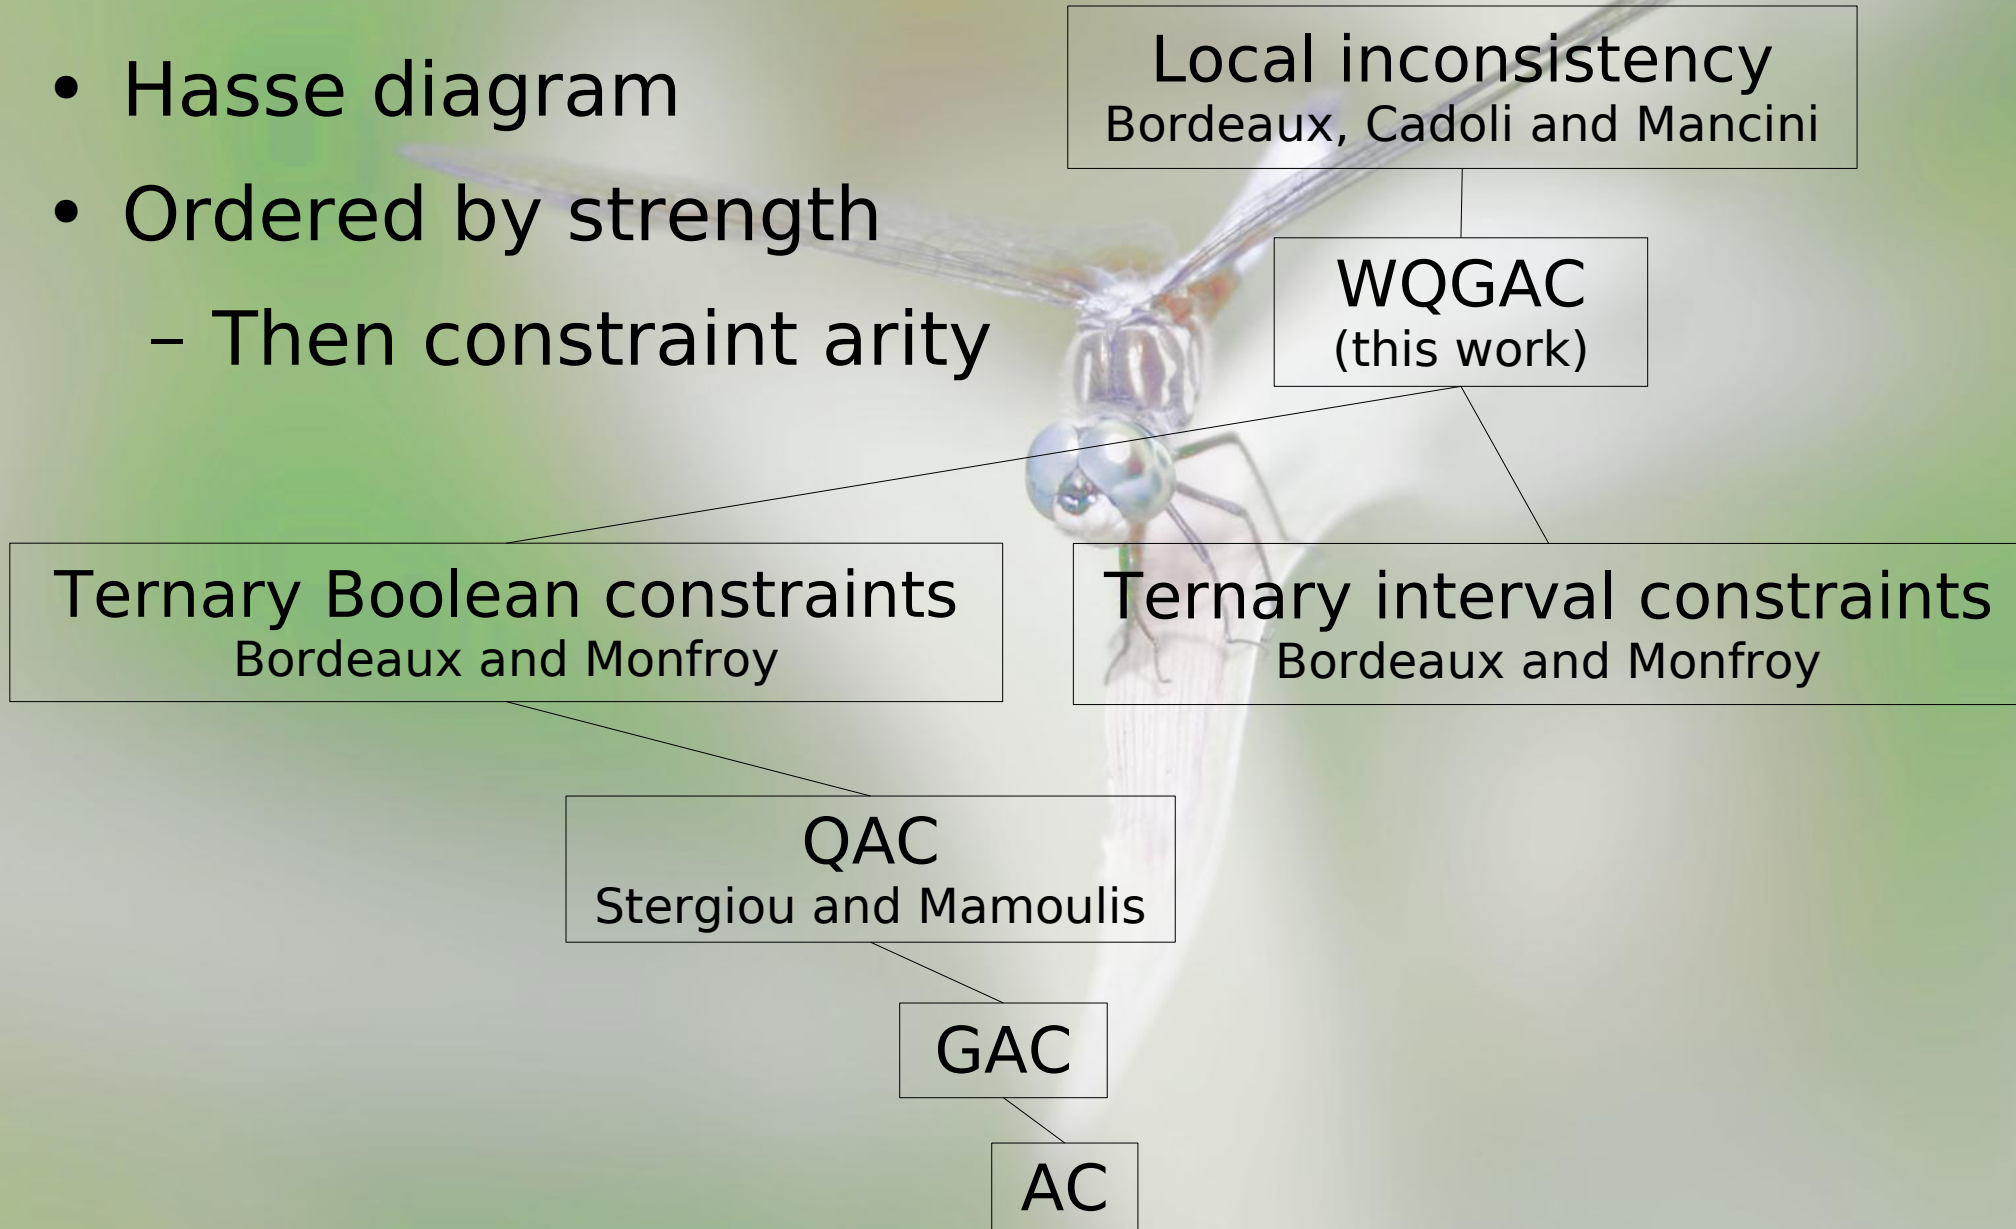 • Hasse diagram
• Ordered by strength
– Then constraint arity
Local inconsistency
Bordeaux, Cadoli and Mancini
WQGAC
(this work)
Ternary Boolean constraints
Bordeaux and Monfroy
Ternary interval constraints
Bordeaux and Monfroy
QAC
Stergiou and Mamoulis
GAC
AC